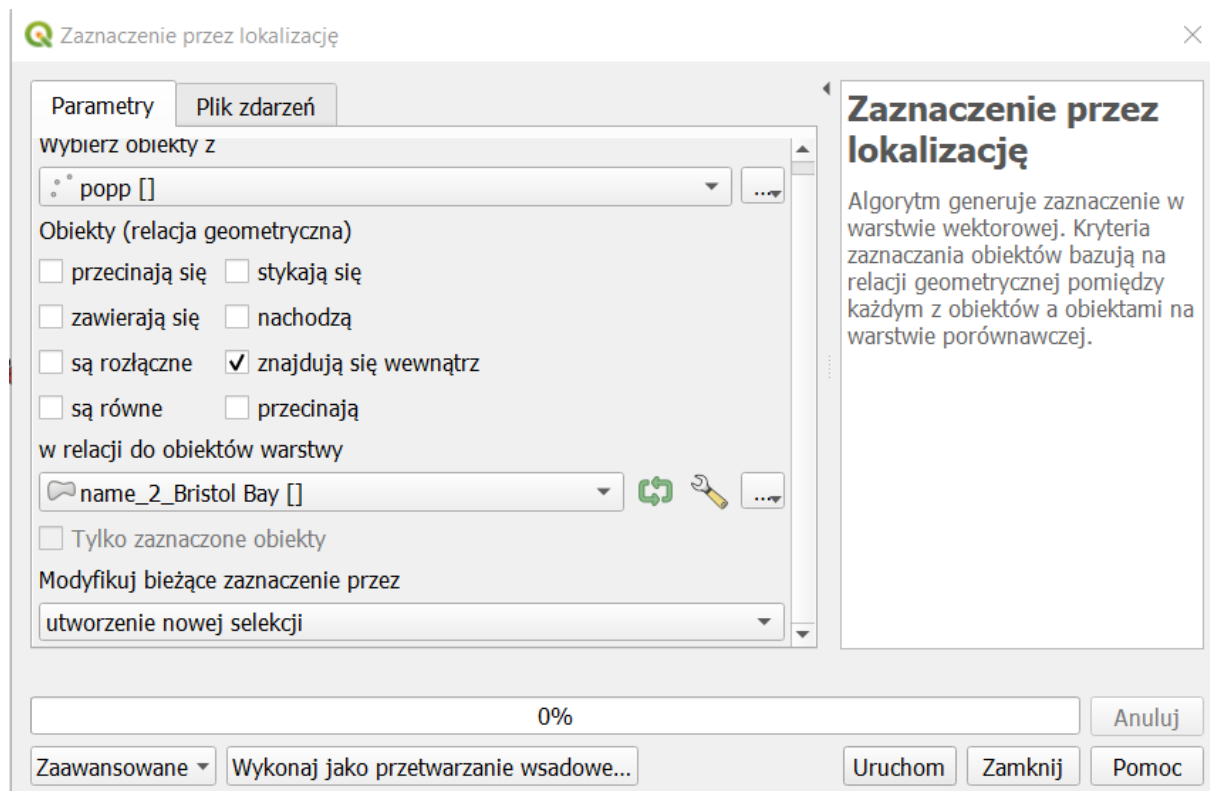 Zaznaczenie przez lokalizację
Parametry
Plik zdarzeń
Wybierz obiekty z
popp []
...
Obiekty (relacja geometryczna)
przecinają się
stykają się
zawierają się
nachodzą
są rozłączne
znajdują się wewnątrz
są równe
przecinają
w relacji do obiektów warstwy
name_2_Bristol Bay []
...
Tylko zaznaczone obiekty
Modyfikuj bieżące zaznaczenie przez
utworzenie nowej selekcji
Zaznaczenie przez
lokalizację
Algorytm generuje zaznaczenie w
warstwie wektorowej. Kryteria
zaznaczania obiektów bazują na
relacji geometrycznej pomiędzy
każdym z obiektów a obiektami na
warstwie porównawczej.
0%
Anuluj
Zaawansowane
Wykonaj jako przetwarzanie wsadowe...
Uruchom
Zamknij
Pomoc